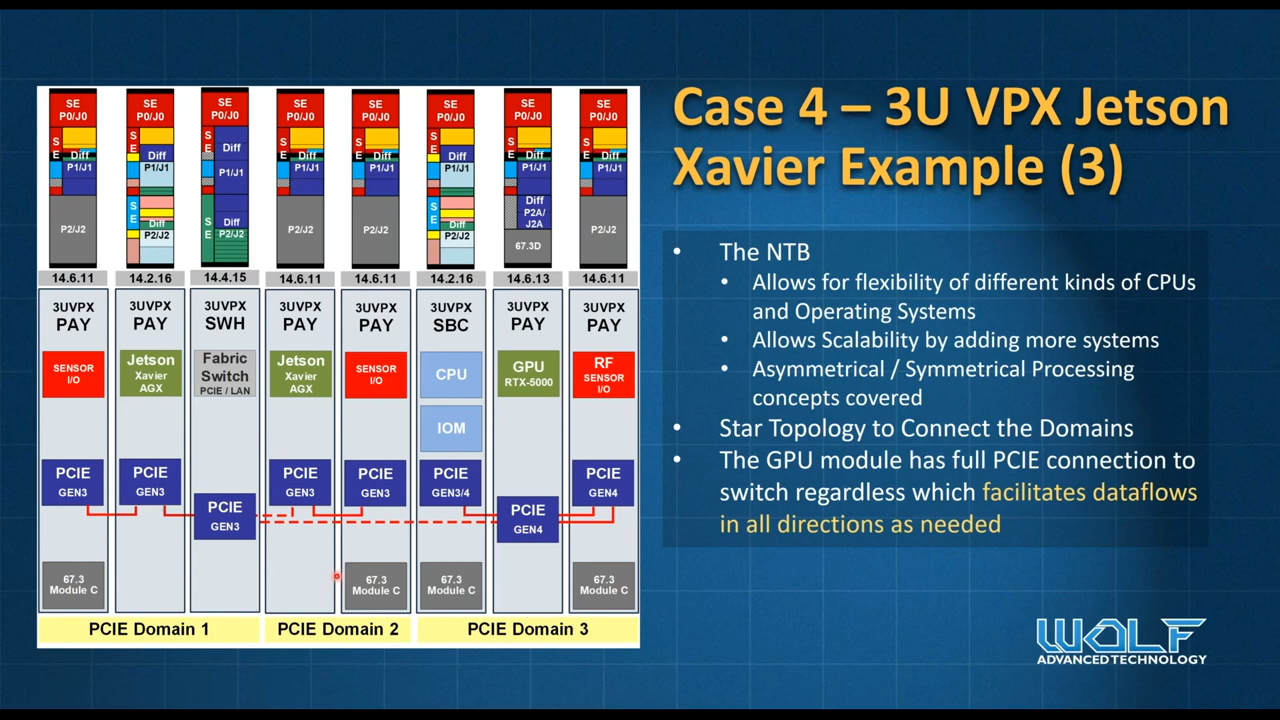 Case 4 – 3U VPX Jetson
Xavier Example (3)
SE SE SE SE SE SE SE SE
P0/J0 P0/J0 P0/J0 P0/J0 P0/J0 P0/J0 P0/J0 P0/J0
S E Diff P1/J1 P2/J2
S E Diff P1/J1 S E Diff P2/J2
S E Diff P1/J1 S E Diff P2/J2
S E Diff P1/J1 P2/J2
S E Diff P1/J1 P2/J2
S E Diff P1/J1 S E Diff P2/J2
S E Diff P1/J1 Diff P2A/ J2A 67.3D
S E Diff P1/J1 P2/J2
14.6.11 14.2.16 14.4.15 14.6.11 14.6.11 14.2.16 14.6.13 14.6.11
3UVPX 3UVPX 3UVPX 3UVPX 3UVPX 3UVPX 3UVPX 3UVPX
PAY PAY SWH PAY PAY SBC PAY PAY
SENSOR I/O
Jetson Xavier AGX
Fabric Switch PCIE / LAN
Jetson Xavier AGX
SENSOR I/O
CPU
GPU RTX-5000
RF SENSOR I/O
IOM
PCIE GEN3
PCIE GEN3
PCIE GEN3
PCIE GEN3
PCIE GEN3
PCIE GEN3/4
PCIE GEN4
PCIE GEN4
67.3 Module C
67.3 Module C
67.3 Module C
67.3 Module C
PCIE Domain 1 PCIE Domain 2 PCIE Domain 3
• The NTB
• Allows for flexibility of different kinds of CPUs
and Operating Systems
• Allows Scalability by adding more systems
• Asymmetrical / Symmetrical Processing
concepts covered
• Star Topology to Connect the Domains
• The GPU module has full PCIE connection to
switch regardless which facilitates dataflows
in all directions as needed
WOLF
ADVANCED TECHNOLOGY